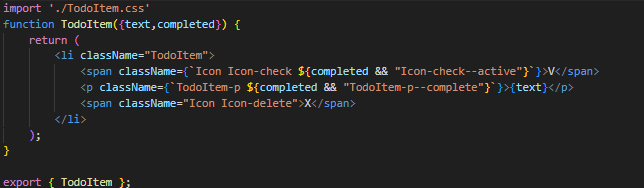 import './TodoItem.css'
function TodoItem({text,completed}) {
    return (
        <li className="TodoItem">
            <span className={`Icon Icon-check ${completed && "Icon-check--active"}`}>V</span>
            <p className={`TodoItem-p ${completed && "TodoItem-p--complete"}`}>{text}</p>
            <span className="Icon Icon-delete">X</span>
        </li>
    );
}
export { TodoItem };